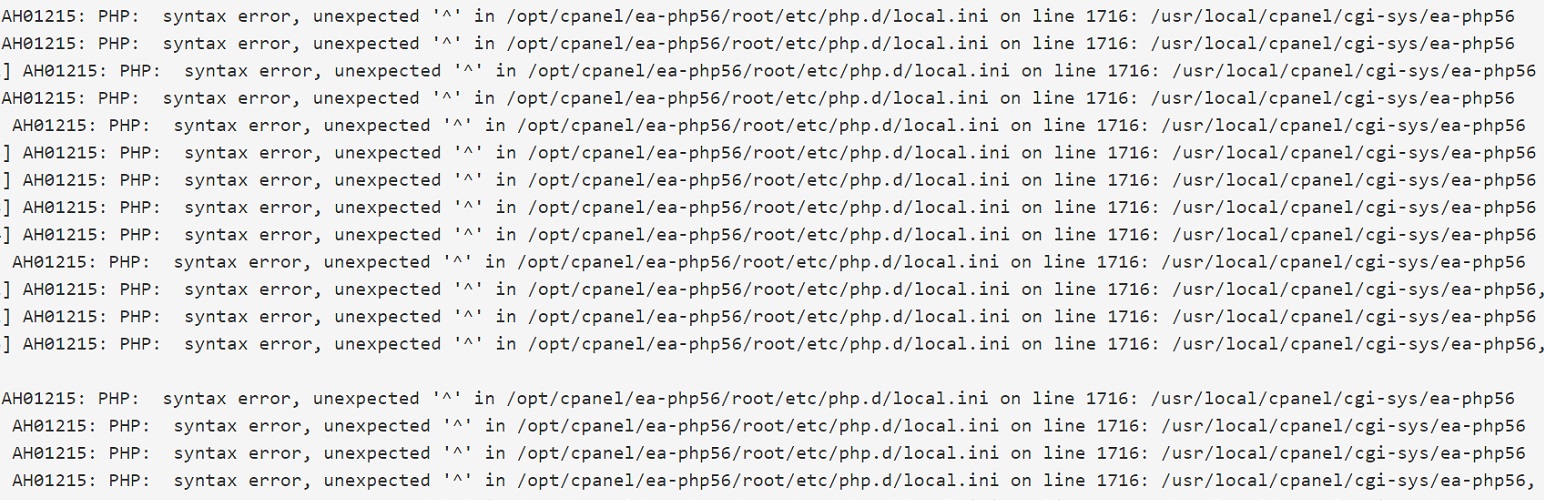 AH01215: PHP:  syntax error, unexpected '^' in /opt/cpanel/ea-php56/root/etc/php.d/local.ini on line 1716: /usr/local/cpanel/cgi-sys/ea-php56
AH01215: PHP:  syntax error, unexpected '^' in /opt/cpanel/ea-php56/root/etc/php.d/local.ini on line 1716: /usr/local/cpanel/cgi-sys/ea-php56
] AH01215: PHP:  syntax error, unexpected '^' in /opt/cpanel/ea-php56/root/etc/php.d/local.ini on line 1716: /usr/local/cpanel/cgi-sys/ea-php56
AH01215: PHP:  syntax error, unexpected '^' in /opt/cpanel/ea-php56/root/etc/php.d/local.ini on line 1716: /usr/local/cpanel/cgi-sys/ea-php56
AH01215: PHP:  syntax error, unexpected '^' in /opt/cpanel/ea-php56/root/etc/php.d/local.ini on line 1716: /usr/local/cpanel/cgi-sys/ea-php56
] AH01215: PHP:  syntax error, unexpected '^' in /opt/cpanel/ea-php56/root/etc/php.d/local.ini on line 1716: /usr/local/cpanel/cgi-sys/ea-php56
] AH01215: PHP:  syntax error, unexpected '^' in /opt/cpanel/ea-php56/root/etc/php.d/local.ini on line 1716: /usr/local/cpanel/cgi-sys/ea-php56
] AH01215: PHP:  syntax error, unexpected '^' in /opt/cpanel/ea-php56/root/etc/php.d/local.ini on line 1716: /usr/local/cpanel/cgi-sys/ea-php56
] AH01215: PHP:  syntax error, unexpected '^' in /opt/cpanel/ea-php56/root/etc/php.d/local.ini on line 1716: /usr/local/cpanel/cgi-sys/ea-php56
AH01215: PHP:  syntax error, unexpected '^' in /opt/cpanel/ea-php56/root/etc/php.d/local.ini on line 1716: /usr/local/cpanel/cgi-sys/ea-php56
] AH01215: PHP:  syntax error, unexpected '^' in /opt/cpanel/ea-php56/root/etc/php.d/local.ini on line 1716: /usr/local/cpanel/cgi-sys/ea-php56,
] AH01215: PHP:  syntax error, unexpected '^' in /opt/cpanel/ea-php56/root/etc/php.d/local.ini on line 1716: /usr/local/cpanel/cgi-sys/ea-php56
] AH01215: PHP:  syntax error, unexpected '^' in /opt/cpanel/ea-php56/root/etc/php.d/local.ini on line 1716: /usr/local/cpanel/cgi-sys/ea-php56,
AH01215: PHP:  syntax error, unexpected '^' in /opt/cpanel/ea-php56/root/etc/php.d/local.ini on line 1716: /usr/local/cpanel/cgi-sys/ea-php56
AH01215: PHP:  syntax error, unexpected '^' in /opt/cpanel/ea-php56/root/etc/php.d/local.ini on line 1716: /usr/local/cpanel/cgi-sys/ea-php56
AH01215: PHP:  syntax error, unexpected '^' in /opt/cpanel/ea-php56/root/etc/php.d/local.ini on line 1716: /usr/local/cpanel/cgi-sys/ea-php56
AH01215: PHP:  syntax error, unexpected '^' in /opt/cpanel/ea-php56/root/etc/php.d/local.ini on line 1716: /usr/local/cpanel/cgi-sys/ea-php56,